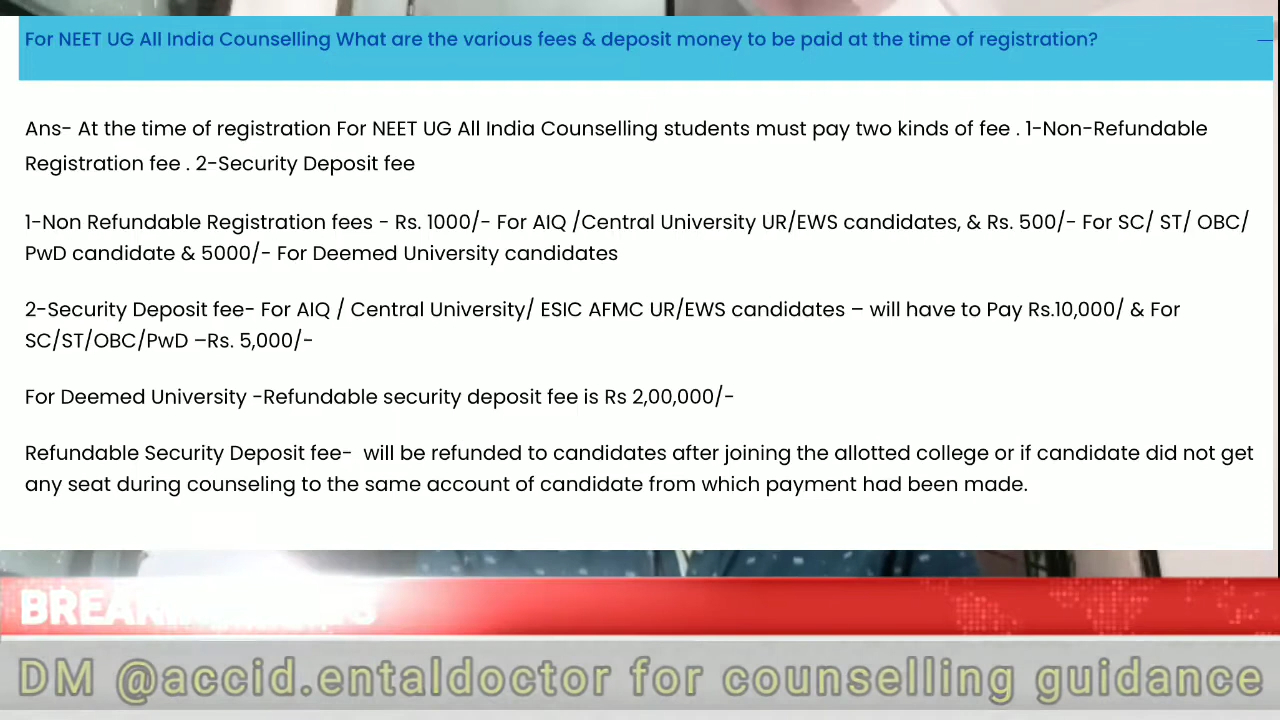 For NEET UG All India Counselling What are the various fees & deposit money to be paid at the time of registration?
Ans- At the time of registration For NEET UG All India Counselling students must pay two kinds of fee . 1-Non-Refundable
Registration fee . 2-Security Deposit fee
1-Non Refundable Registration fees - Rs. 1000/- For AIQ /Central University UR/EWS candidates, & Rs. 500/- For SC/ ST/ OBC/
PwD candidate & 5000/- For Deemed University candidates
2-Security Deposit fee- For AIQ / Central University/ ESIC AFMC UR/EWS candidates – will have to Pay Rs.10,000/ & For
SC/ST/OBC/PwD –Rs. 5,000/-
For Deemed University -Refundable security deposit fee is Rs 2,00,000/-
Refundable Security Deposit fee-  will be refunded to candidates after joining the allotted college or if candidate did not get
any seat during counseling to the same account of candidate from which payment had been made.
DM @accid.entaldoctor for counselling guidance